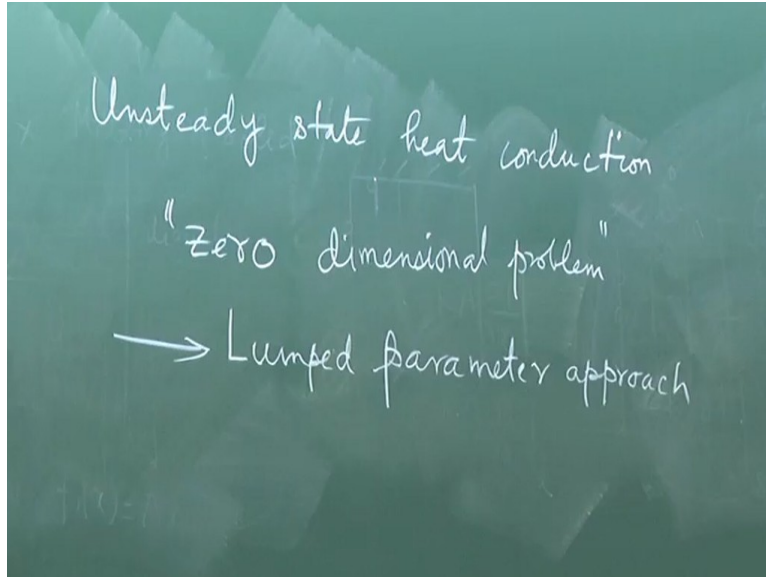 Unsteady state heat conduction
"Zero dimensional problem"
→ Lumped parameter approach